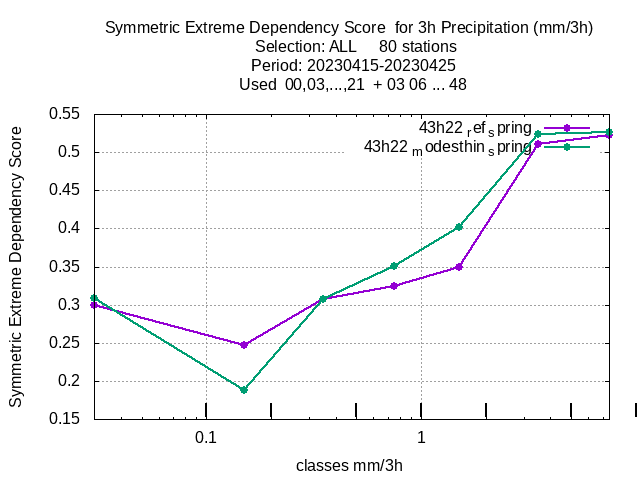 Symmetric Extreme Dependency Score  for 3h Precipitation (mm/3h)
Selection: ALL     80 stations
Period: 20230415-20230425
Used  00,03,...,21  + 03 06 ... 48
0.55
0.5
0.45
0.4
0.35
0.3
0.25
0.2
0.15
Symmetric Extreme Dependency Score
43h22 ref spring
43h22 modesthin spring
0.1
1
classes mm/3h